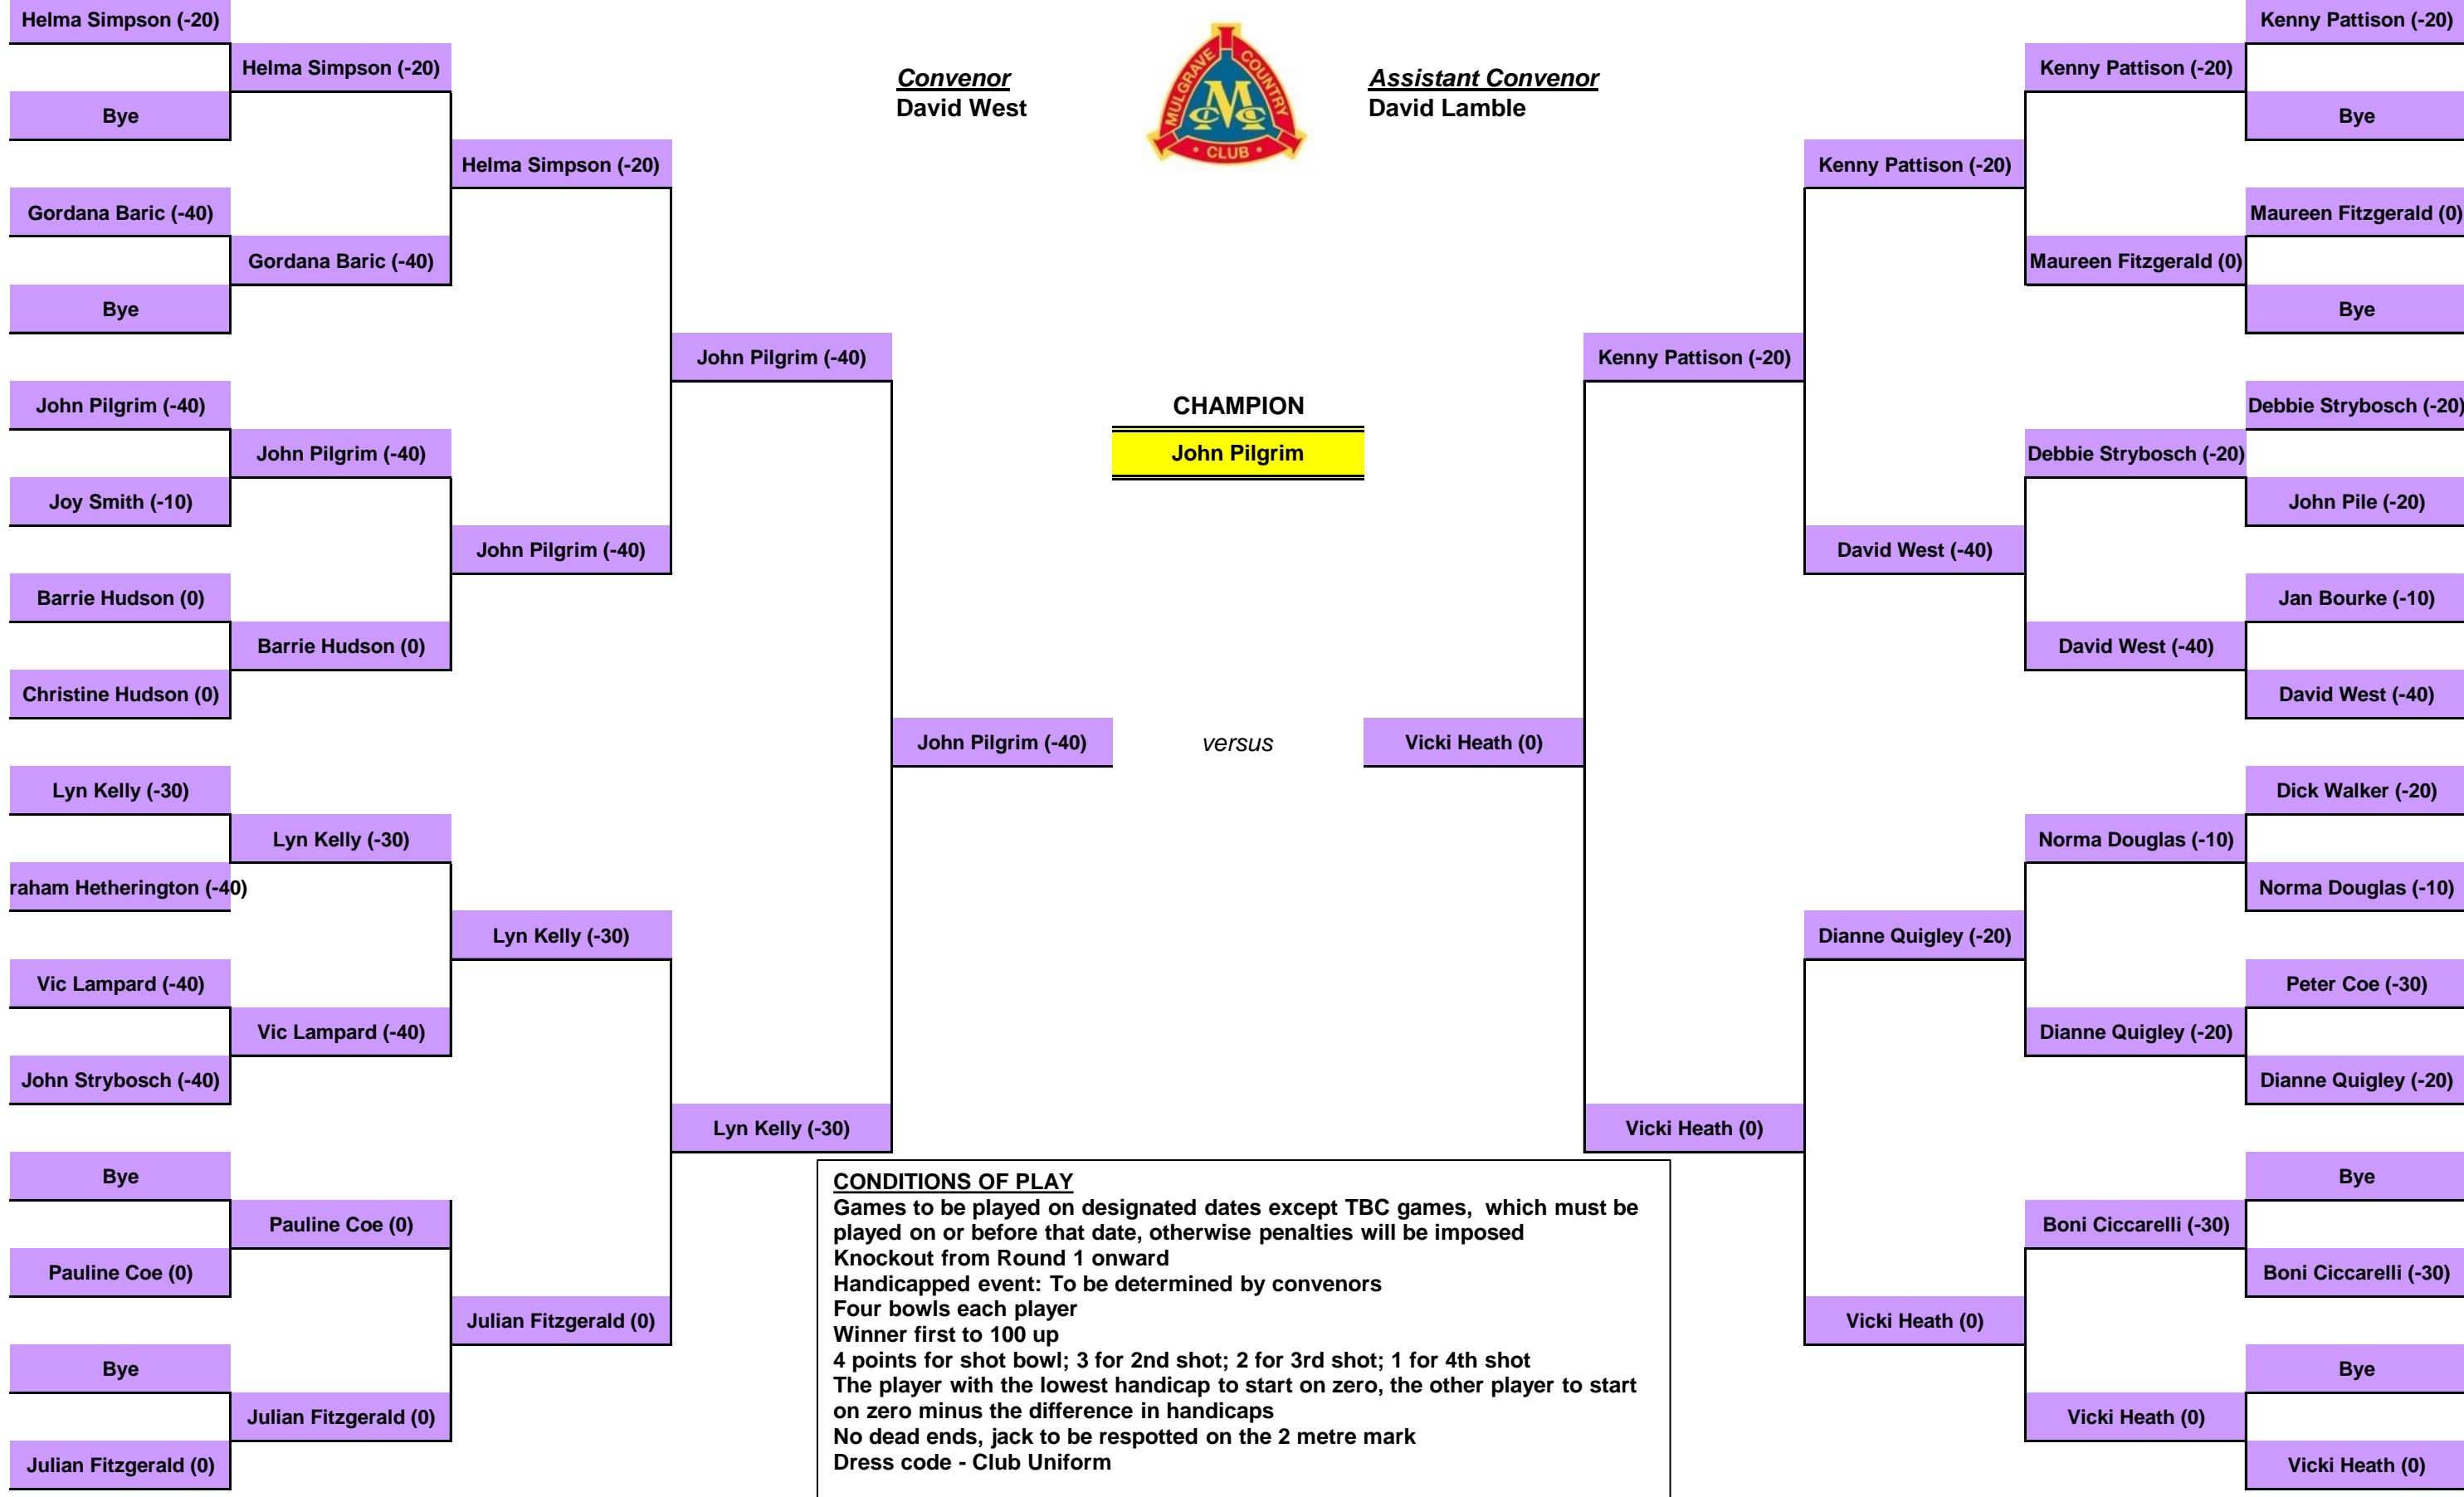 Helma Simpson (-20)
Bye
Gordana Baric (-40)
Bye
John Pilgrim (-40)
Joy Smith (-10)
Barrie Hudson (0)
Christine Hudson (0)
Lyn Kelly (-30)
raham Hetherington (-40)
Vic Lampard (-40)
John Strybosch (-40)
Bye
Pauline Coe (0)
Bye
Julian Fitzgerald (0)
Helma Simpson (-20)
Gordana Baric (-40)
John Pilgrim (-40)
Barrie Hudson (0)
Lyn Kelly (-30)
Vic Lampard (-40)
Pauline Coe (0)
Julian Fitzgerald (0)
Helma Simpson (-20)
John Pilgrim (-40)
Lyn Kelly (-30)
Julian Fitzgerald (0)
John Pilgrim (-40)
Lyn Kelly (-30)
John Pilgrim (-40)
Convenor
David West
MULGRAVE COUNTRY
MCC
• CLUB •
Assistant Convenor
David Lamble
CHAMPION
John Pilgrim
versus
Vicki Heath (0)
Kenny Pattison (-20)
Vicki Heath (0)
Kenny Pattison (-20)
David West (-40)
Dianne Quigley (-20)
Vicki Heath (0)
Kenny Pattison (-20)
Maureen Fitzgerald (0)
Debbie Strybosch (-20)
David West (-40)
Norma Douglas (-10)
Dianne Quigley (-20)
Boni Ciccarelli (-30)
Vicki Heath (0)
Kenny Pattison (-20)
Bye
Maureen Fitzgerald (0)
Bye
Debbie Strybosch (-20)
John Pile (-20)
Jan Bourke (-10)
David West (-40)
Dick Walker (-20)
Norma Douglas (-10)
Peter Coe (-30)
Dianne Quigley (-20)
Bye
Boni Ciccarelli (-30)
Bye
Vicki Heath (0)
CONDITIONS OF PLAY
Games to be played on designated dates except TBC games, which must be
played on or before that date, otherwise penalties will be imposed
Knockout from Round 1 onward
Handicapped event: To be determined by convenors
Four bowls each player
Winner first to 100 up
4 points for shot bowl; 3 for 2nd shot; 2 for 3rd shot; 1 for 4th shot
The player with the lowest handicap to start on zero, the other player to start
on zero minus the difference in handicaps
No dead ends, jack to be respotted on the 2 metre mark
Dress code - Club Uniform